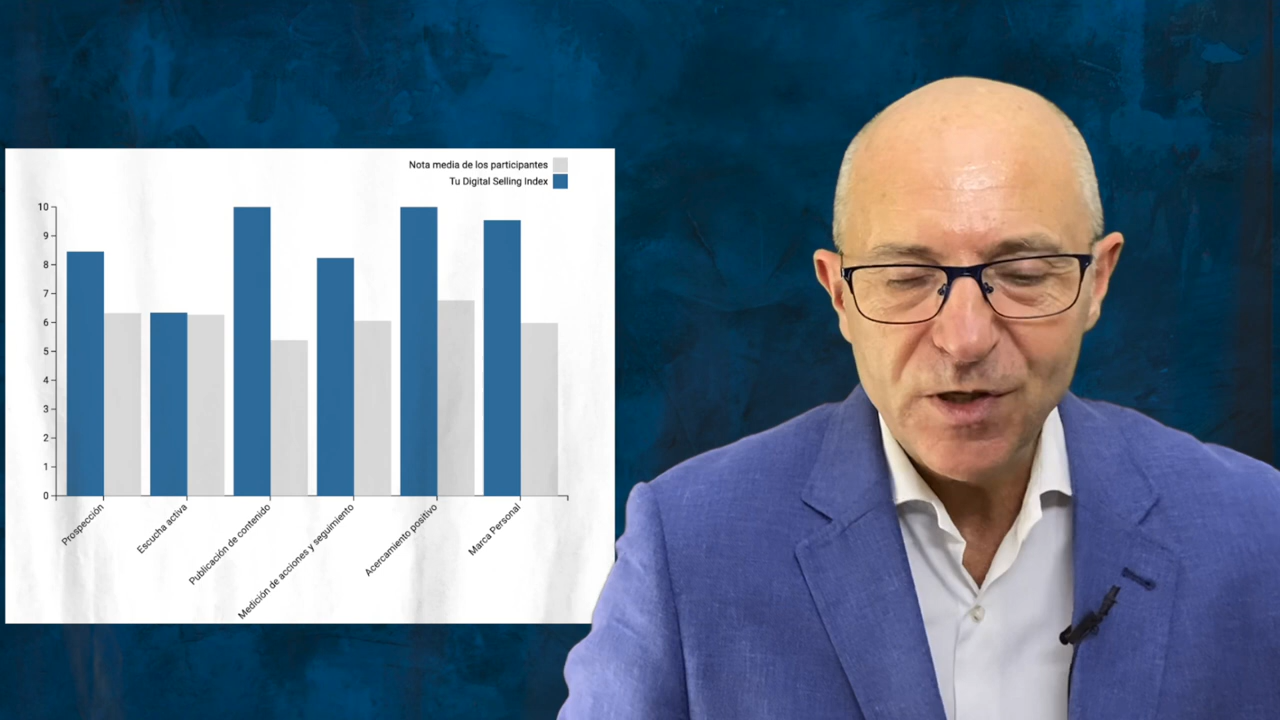 Nota media de los participantes
Tu Digital Selling Index
10
9
8
7
6
5
4
3
2
1
0
Prospección
Escucha activa
Publicación de contenido
Medición de acciones y seguimiento
Acercamiento positivo
Marca Personal